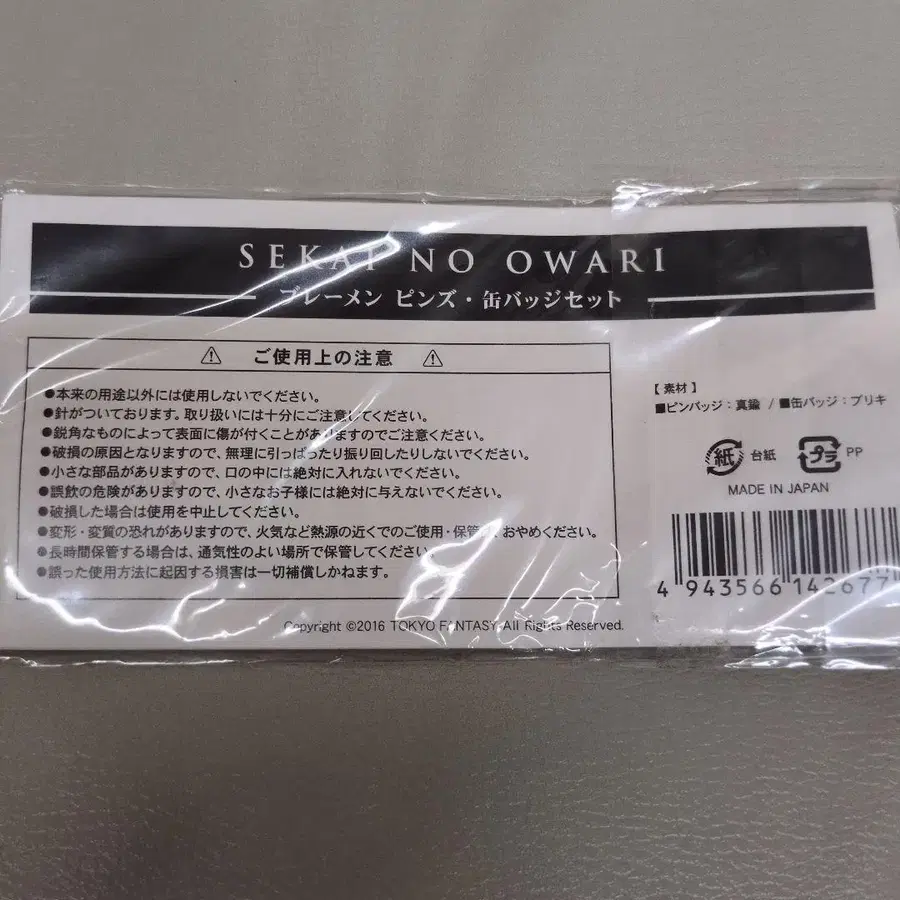 SEKAI NO OWARI
ブレーメン ピンズ・缶バッジセット
⚠ ご使用上の注意 ⚠
●本来の用途以外には使用しないでください。
●針がついております。取り扱いには十分にご注意してください。
●鋭角なものによって表面に傷が付くことがありますのでご注意ください。
●破損の原因となりますので、無理に引っぱったり振り回したりしないでください。
●小さな部品がありますので、口の中には絶対に入れないでください。
●誤飲の危険がありますので、小さなお子様には絶対に与えないでください。
●破損した場合は使用を中止してください。
●変形・変質の恐れがありますので、火気など熱源の近くでのご使用・保管 おやめください。
●長時間保管する場合は、通気性のよい場所で保管してください。
●誤った使用方法に起因する損害は一切補償しかねます。
Copyright ©2016 TOKYO FANTASY All Rights Reserved.
【素材】
■ピンバッジ：真鍮 / ■缶バッジ：ブリキ
紙 台紙 プラ PP
MADE IN JAPAN
4 943566 142677